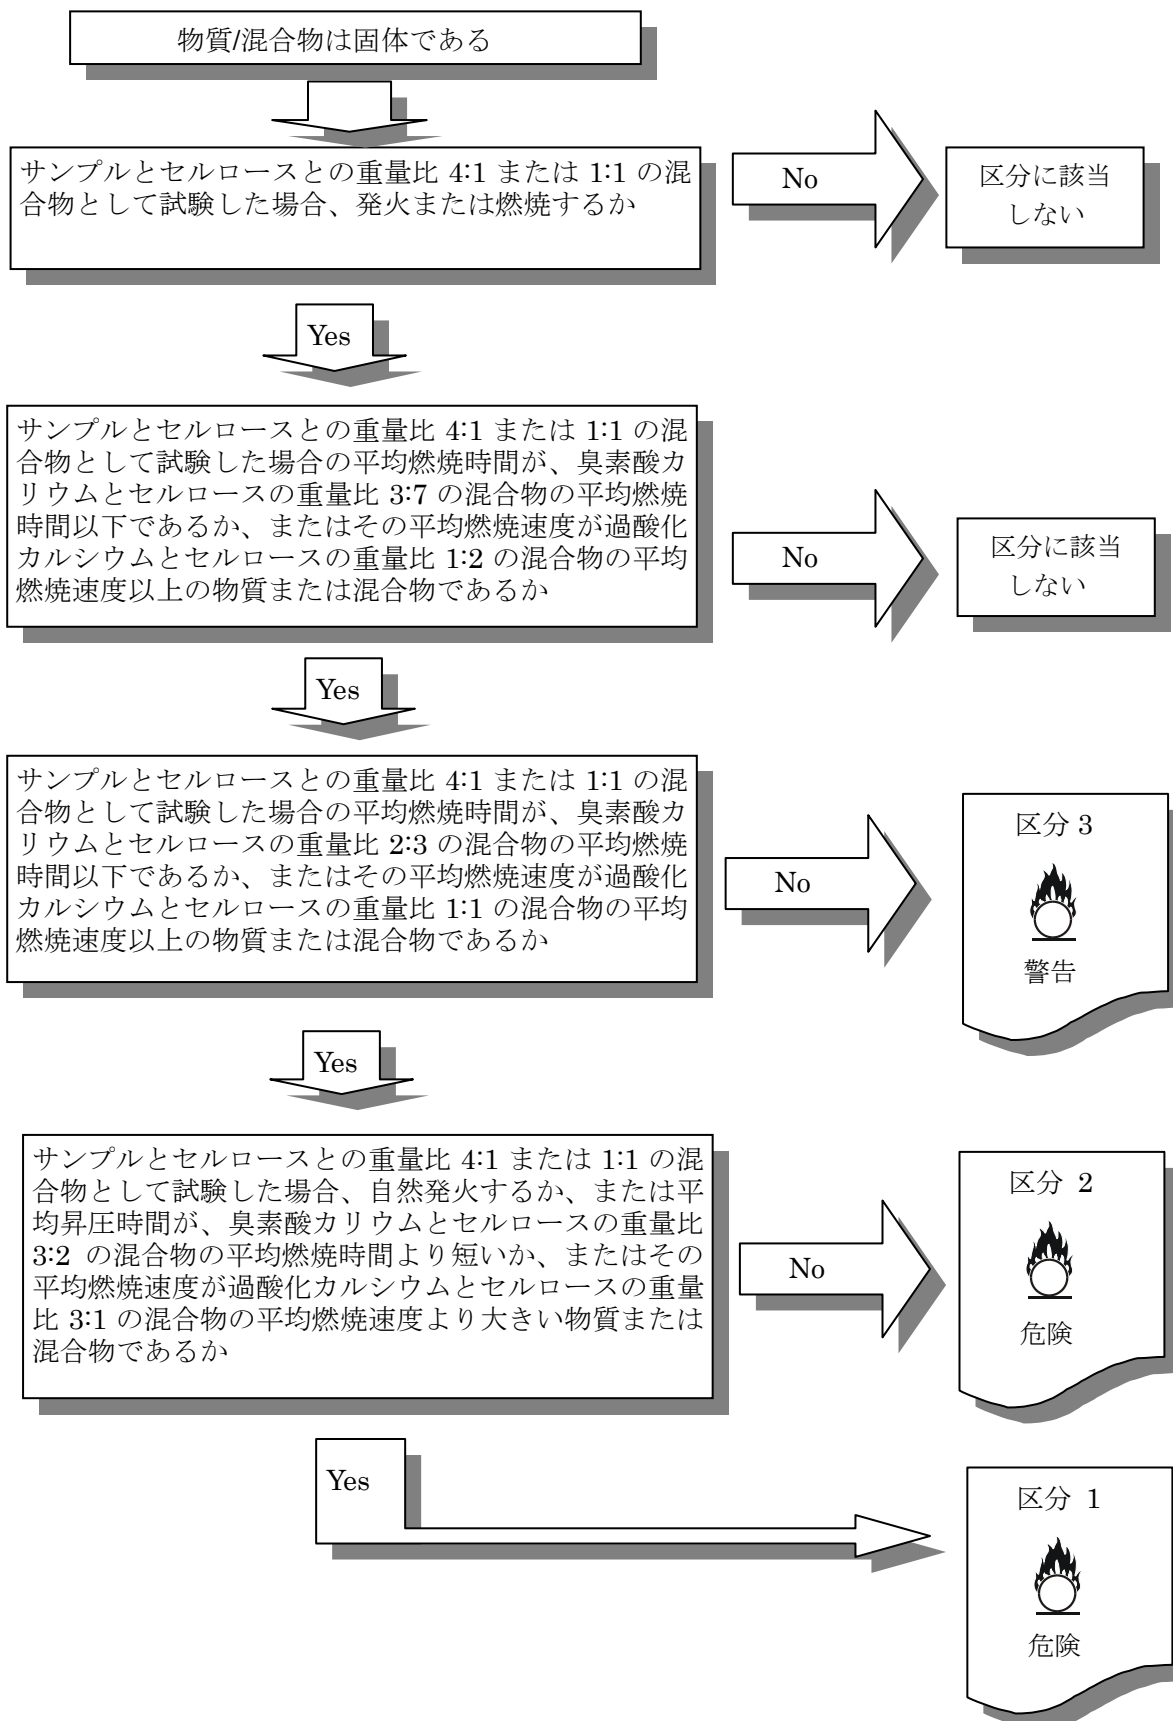 物質/混合物は固体である
サンプルとセルロースとの重量比 4:1 または 1:1 の混
合物として試験した場合、発火または燃焼するか
No
区分に該当
しない
Yes
サンプルとセルロースとの重量比 4:1 または 1:1 の混
合物として試験した場合の平均燃焼時間が、臭素酸カ
リウムとセルロースの重量比 3:7 の混合物の平均燃焼
時間以下であるか、またはその平均燃焼速度が過酸化
カルシウムとセルロースの重量比 1:2 の混合物の平均
燃焼速度以上の物質または混合物であるか
No
区分に該当
しない
Yes
サンプルとセルロースとの重量比 4:1 または 1:1 の混
合物として試験した場合の平均燃焼時間が、臭素酸カ
リウムとセルロースの重量比 2:3 の混合物の平均燃焼
時間以下であるか、またはその平均燃焼速度が過酸化
カルシウムとセルロースの重量比 1:1 の混合物の平均
燃焼速度以上の物質または混合物であるか
No
区分 3
警告
Yes
サンプルとセルロースとの重量比 4:1 または 1:1 の混
合物として試験した場合、自然発火するか、または平
均昇圧時間が、臭素酸カリウムとセルロースの重量比
3:2 の混合物の平均燃焼時間より短いか、またはその
平均燃焼速度が過酸化カルシウムとセルロースの重量
比 3:1 の混合物の平均燃焼速度より大きい物質または
混合物であるか
No
区分 2
危険
Yes
区分 1
危険